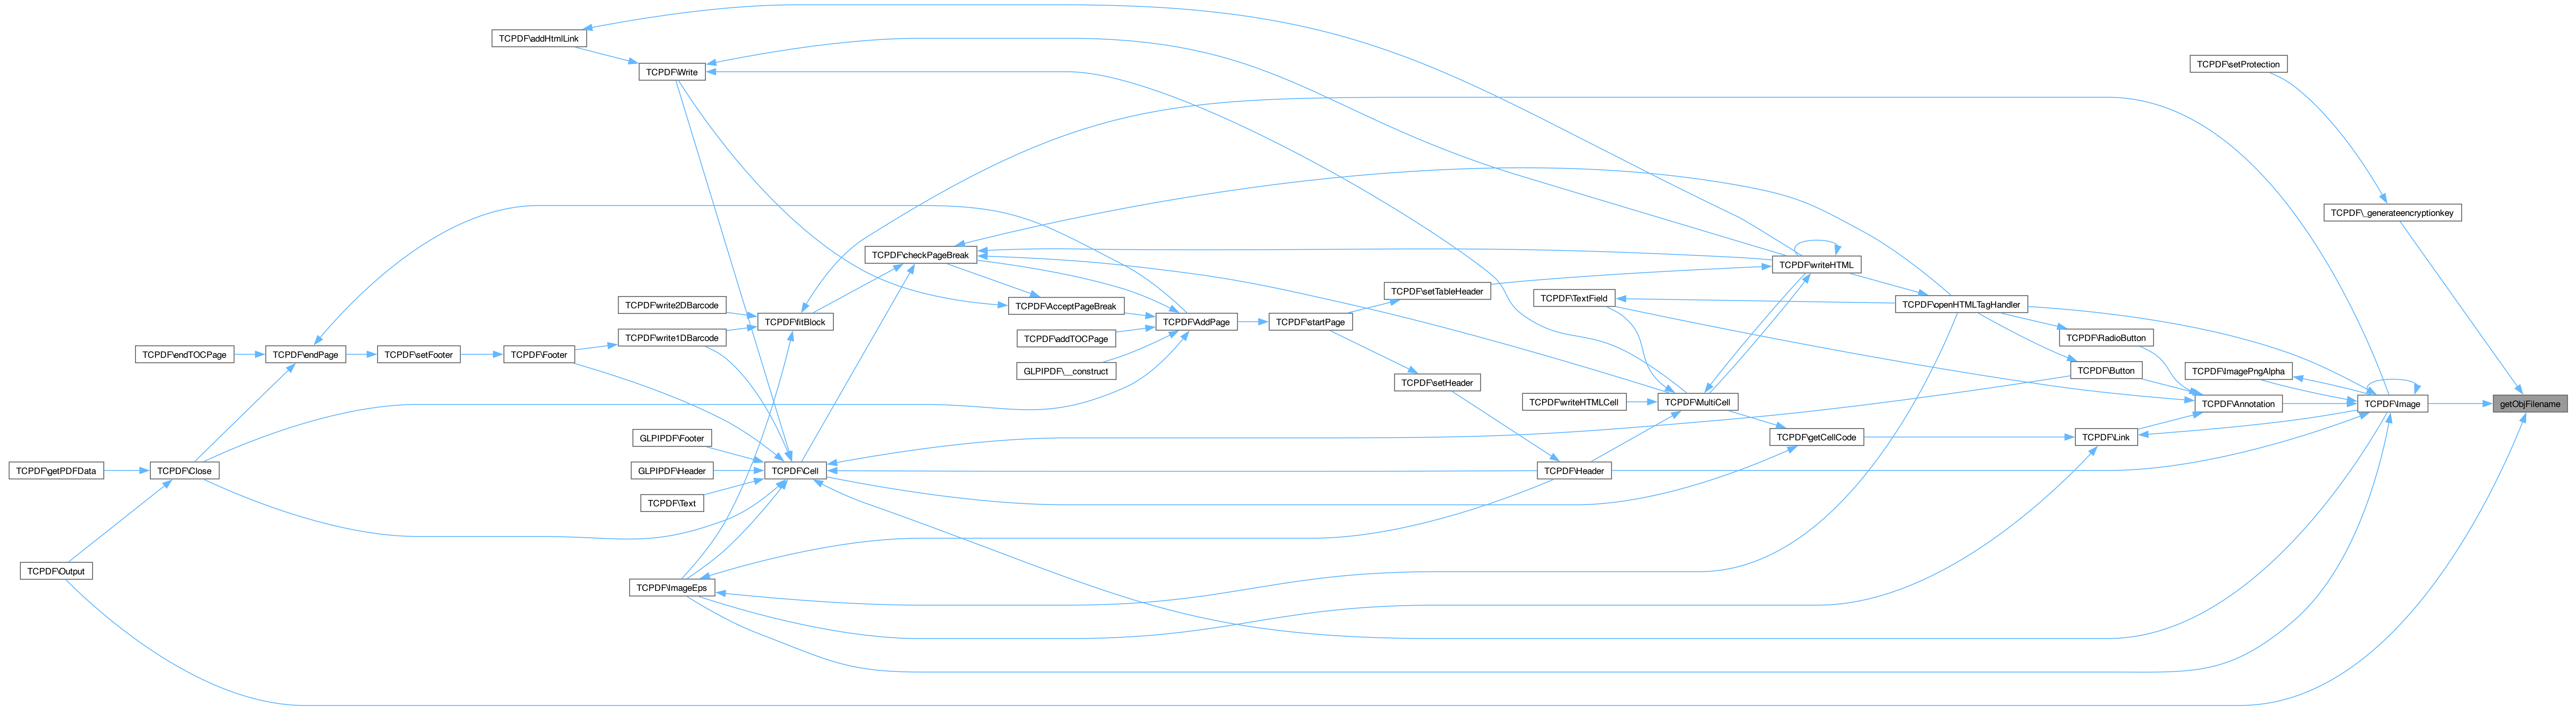 TCPDF\addHtmlLink
TCPDF\setProtection
TCPDF\Write
TCPDF\_generateencryptionkey
TCPDF\checkPageBreak
TCPDF\writeHTML
TCPDF\setTableHeader
TCPDF\TextField
TCPDF\write2DBarcode
TCPDF\AcceptPageBreak
TCPDF\openHTMLTagHandler
TCPDF\fitBlock
TCPDF\AddPage
TCPDF\startPage
TCPDF\write1DBarcode
TCPDF\addTOCPage
TCPDF\RadioButton
TCPDF\endTOCPage
TCPDF\endPage
TCPDF\setFooter
TCPDF\Footer
GLPIPDF\__construct
TCPDF\Button
TCPDF\ImagePngAlpha
TCPDF\setHeader
TCPDF\writeHTMLCell
TCPDF\MultiCell
TCPDF\Annotation
TCPDF\Image
getObjFilename
GLPIPDF\Footer
TCPDF\getCellCode
TCPDF\Link
TCPDF\getPDFData
TCPDF\Close
GLPIPDF\Header
TCPDF\Cell
TCPDF\Header
TCPDF\Text
TCPDF\Output
TCPDF\ImageEps